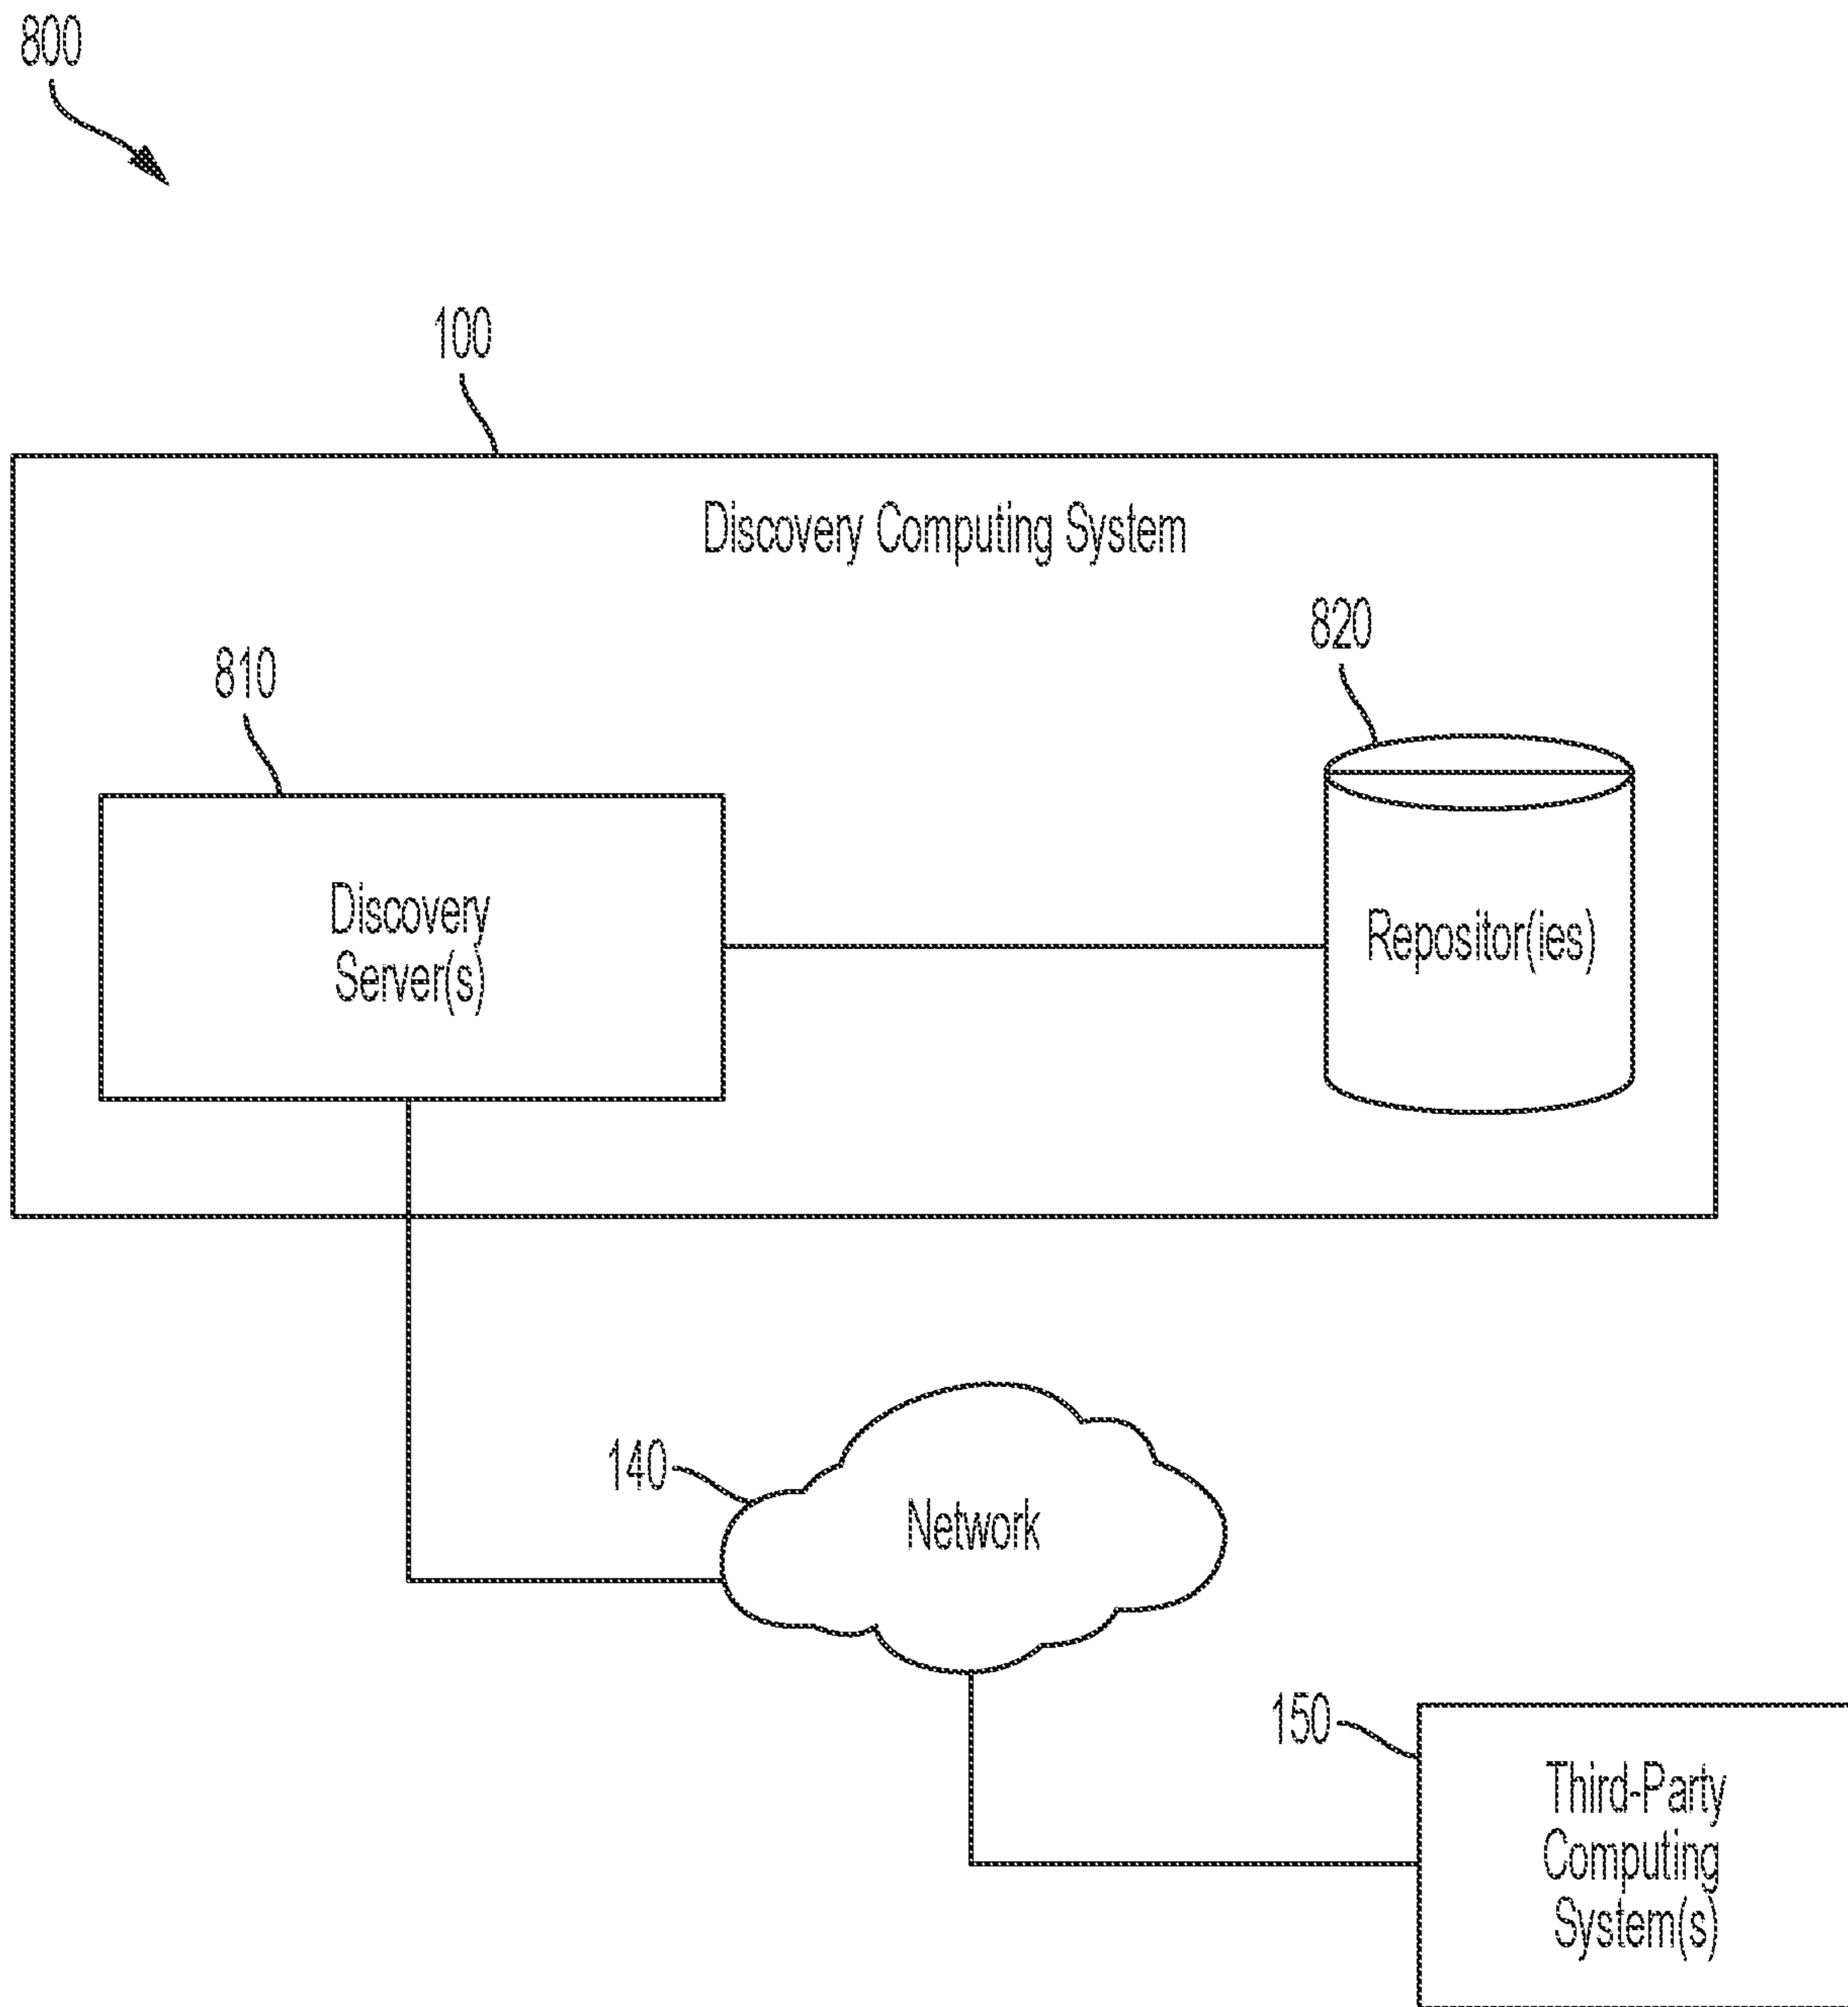 800
100
Discovery Computing System
820
810
Discovery
Server(s)
Repositor(ies)
140
Network
150
Third-Party
Computing
System(s)